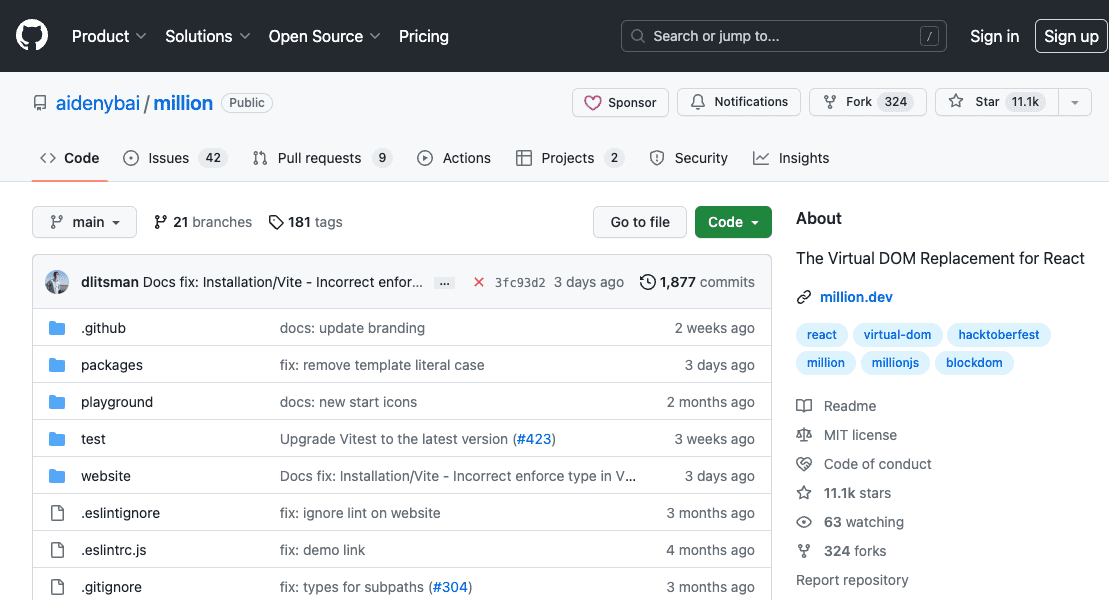 Product Solutions Open Source Pricing Search or jump to... / Sign in Sign up
aidenybai / million Public Sponsor Notifications Fork 324 Star 11.1k
Code Issues 42 Pull requests 9 Actions Projects 2 Security Insights
main 21 branches 181 tags Go to file Code
dlitsman Docs fix: Installation/Vite - Incorrect enfor... ... 3fc93d2 3 days ago 1,877 commits
.github docs: update branding 2 weeks ago
packages fix: remove template literal case 3 days ago
playground docs: new start icons 2 months ago
test Upgrade Vitest to the latest version (#423) 3 weeks ago
website Docs fix: Installation/Vite - Incorrect enforce type in V... 3 days ago
.eslintignore fix: ignore lint on website 3 months ago
.eslintrc.js fix: demo link 4 months ago
.gitignore fix: types for subpaths (#304) 3 months ago
About
The Virtual DOM Replacement for React
million.dev
react virtual-dom hacktoberfest
million millionjs blockdom
Readme
MIT license
Code of conduct
11.1k stars
63 watching
324 forks
Report repository